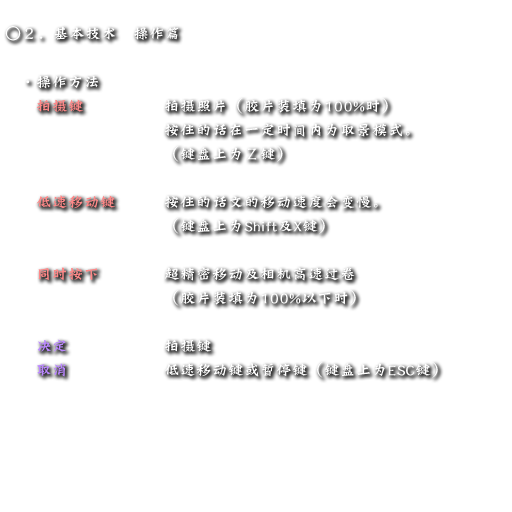 ◎２．基本技术　操作篇
・操作方法
拍摄键　拍摄照片（胶片装填为100%时）
按住的话在一定时间内为取景模式。
（键盘上为Z键）
低速移动键　按住的话文的移动速度会变慢。
（键盘上为Shift及X键）
同时按下　超精密移动及相机高速过卷
（胶片装填为100%以下时）
决定　拍摄键
取消　低速移动键或暂停键（键盘上为ESC键）